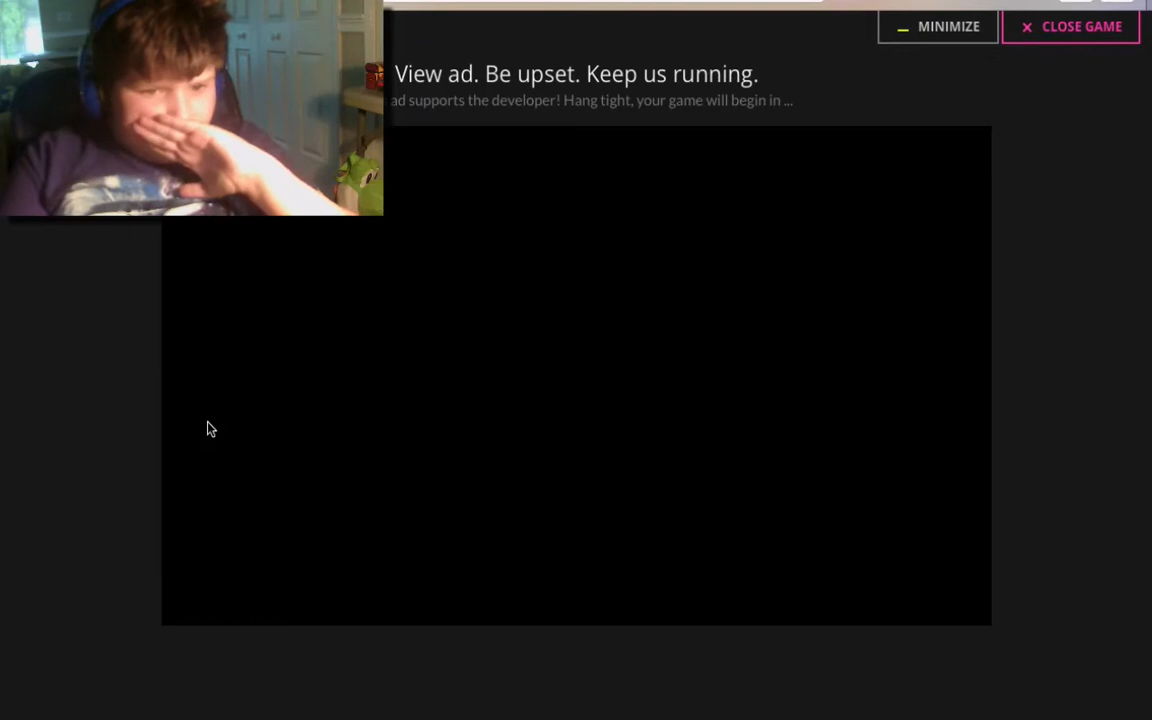 MINIMIZE
CLOSE GAME
View ad. Be upset. Keep us running.
ad supports the developer! Hang tight, your game will begin in ...